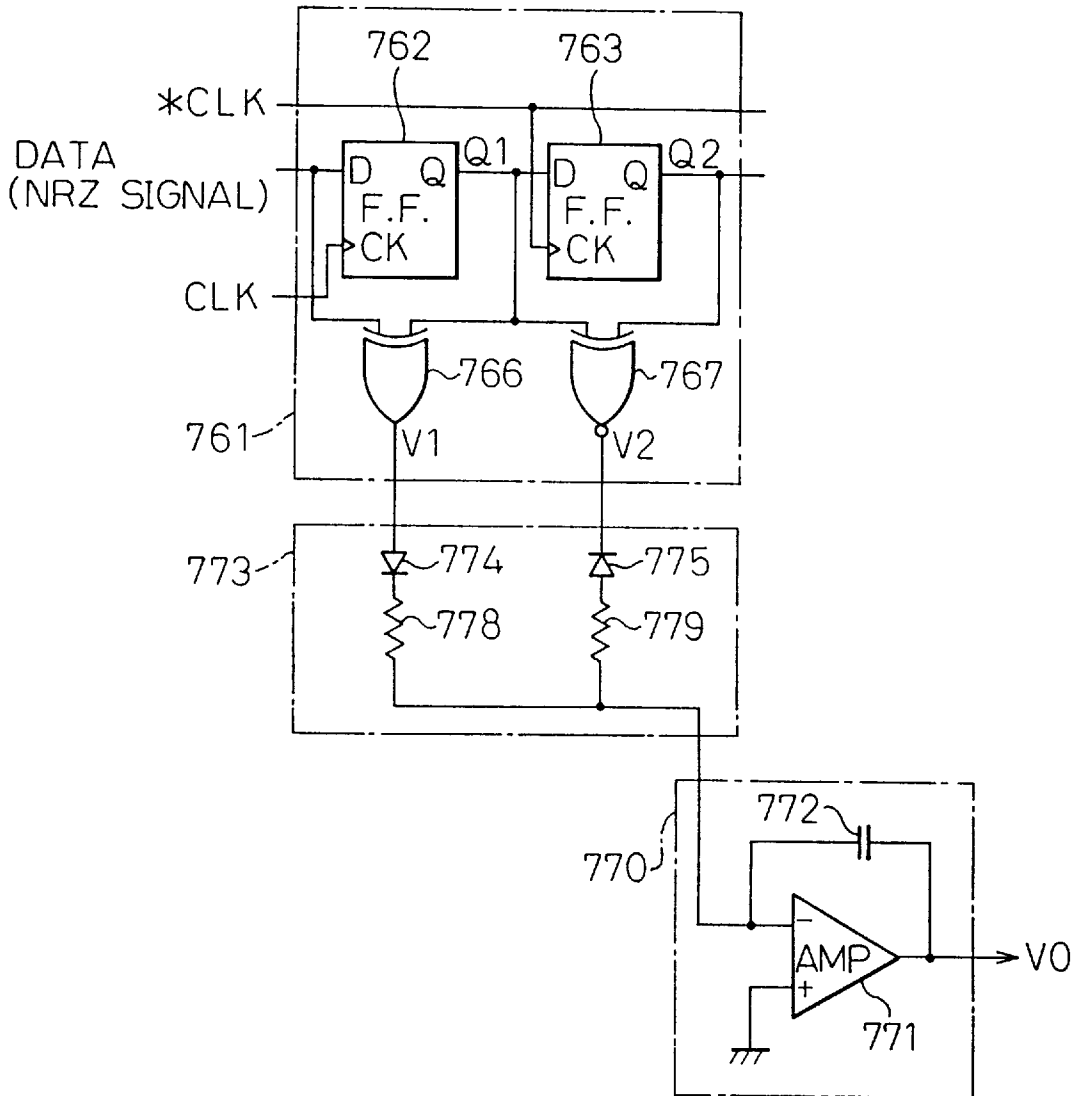 762
763
*CLK
DATA
(NRZ SIGNAL)
D Q
F.F.
CK
Q1
D Q
F.F.
CK
Q2
CLK
766
767
761
V1
V2
773
774
775
778
779
772
770
-
AMP
+
VO
771